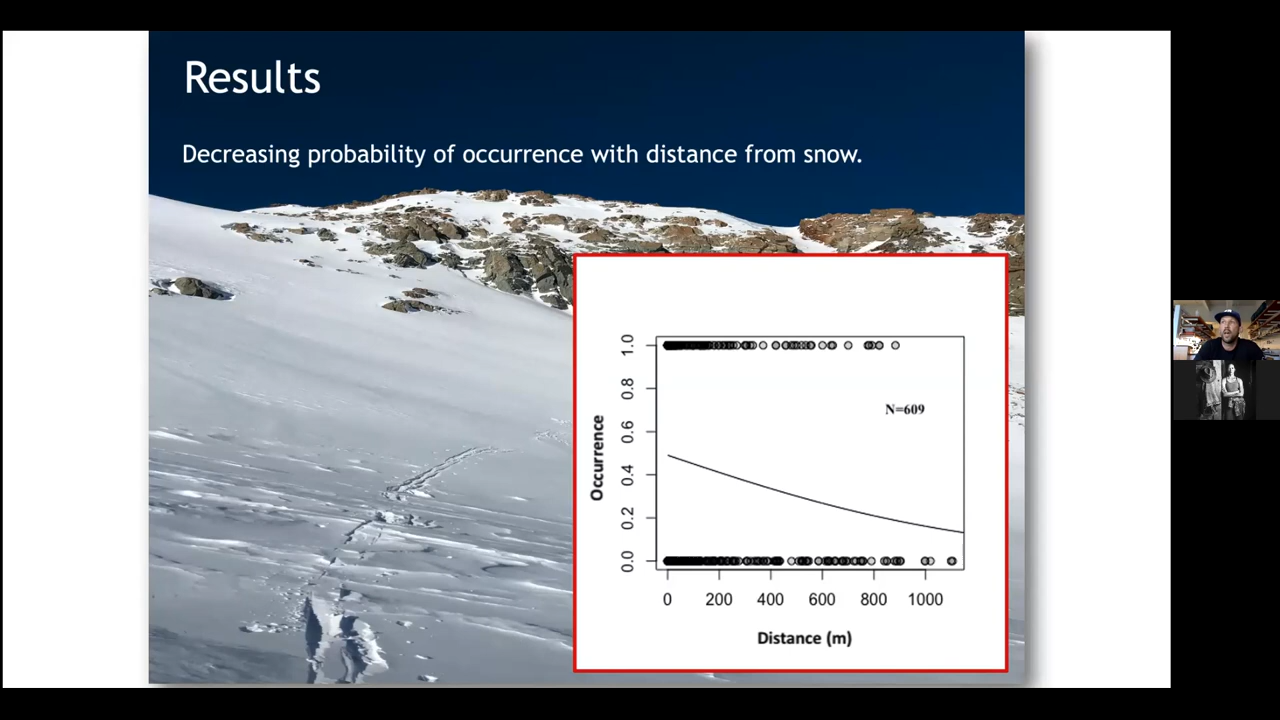 Results
Decreasing probability of occurrence with distance from snow.
N=609
Occurrence
0.0 0.2 0.4 0.6 0.8 1.0
0 200 400 600 800 1000
Distance (m)